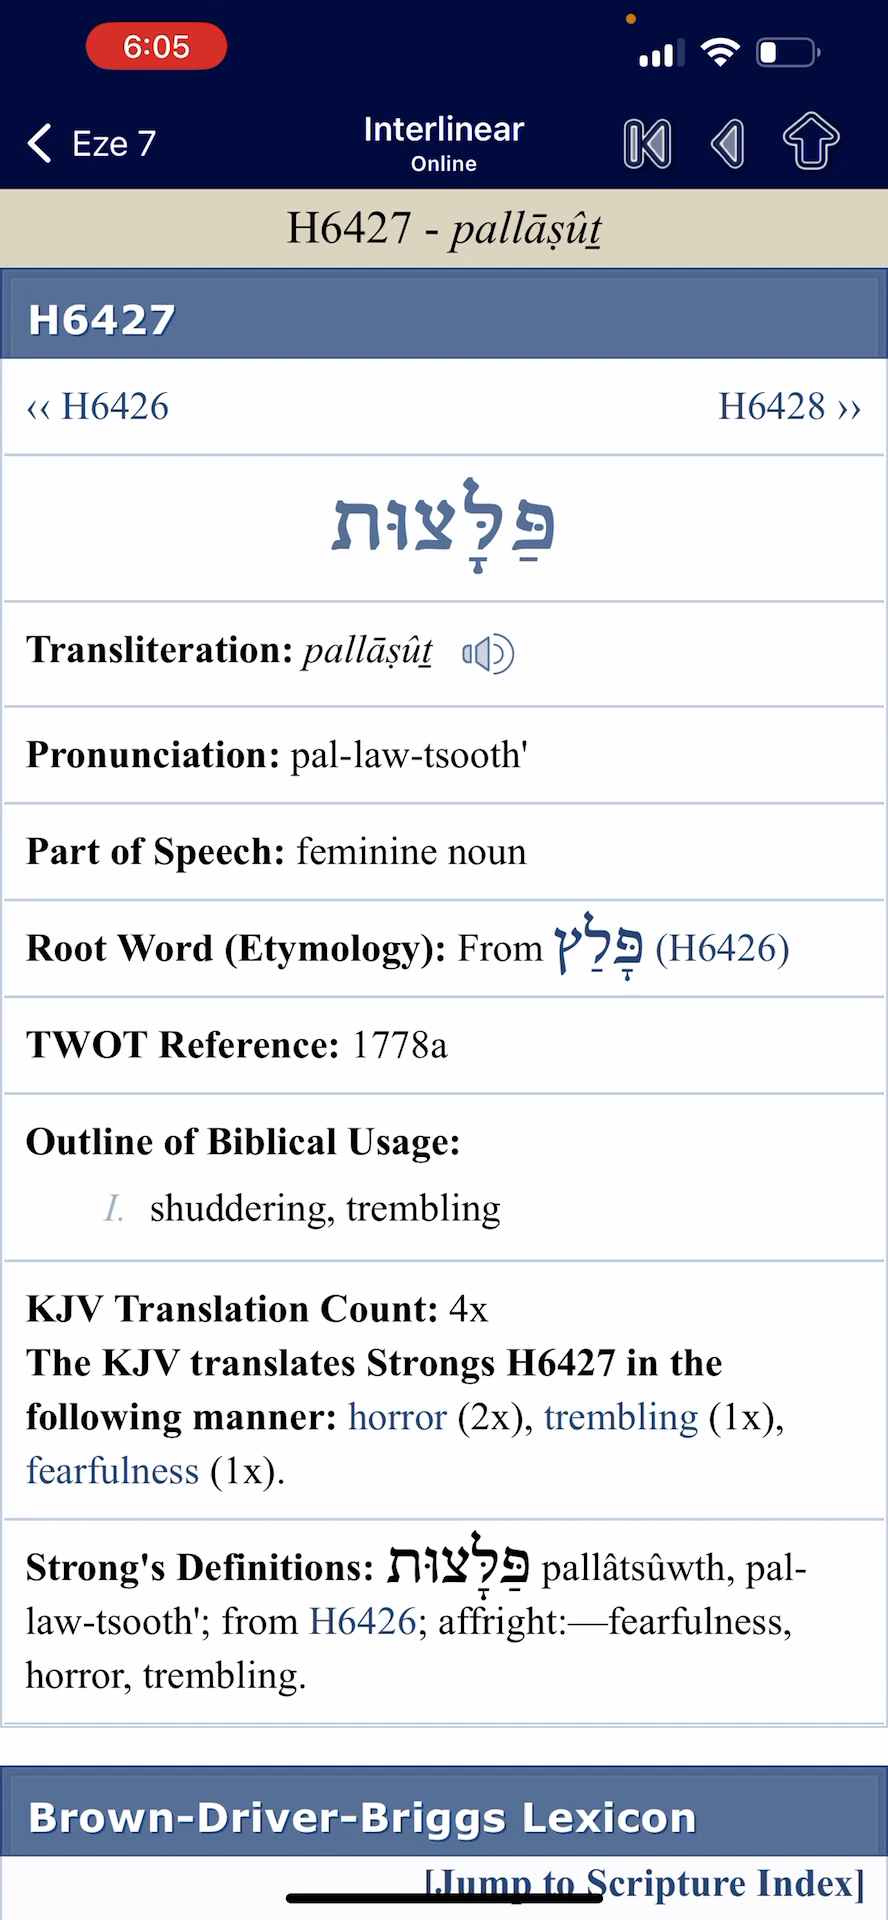 6:05
Eze 7
Interlinear
Online
H6427 - pallāṣûṯ
H6427
‹‹ H6426
H6428 ››
פַּלָּצוּת
Transliteration: pallāṣûṯ
Pronunciation: pal-law-tsooth'
Part of Speech: feminine noun
Root Word (Etymology): From פָּלַץ (H6426)
TWOT Reference: 1778a
Outline of Biblical Usage:
I. shuddering, trembling
KJV Translation Count: 4x
The KJV translates Strongs H6427 in the
following manner: horror (2x), trembling (1x),
fearfulness (1x).
Strong's Definitions: פַּלָּצוּת pallâtsûwth, pal-
law-tsooth'; from H6426; affright:—fearfulness,
horror, trembling.
Brown-Driver-Briggs Lexicon
[Jump to Scripture Index]